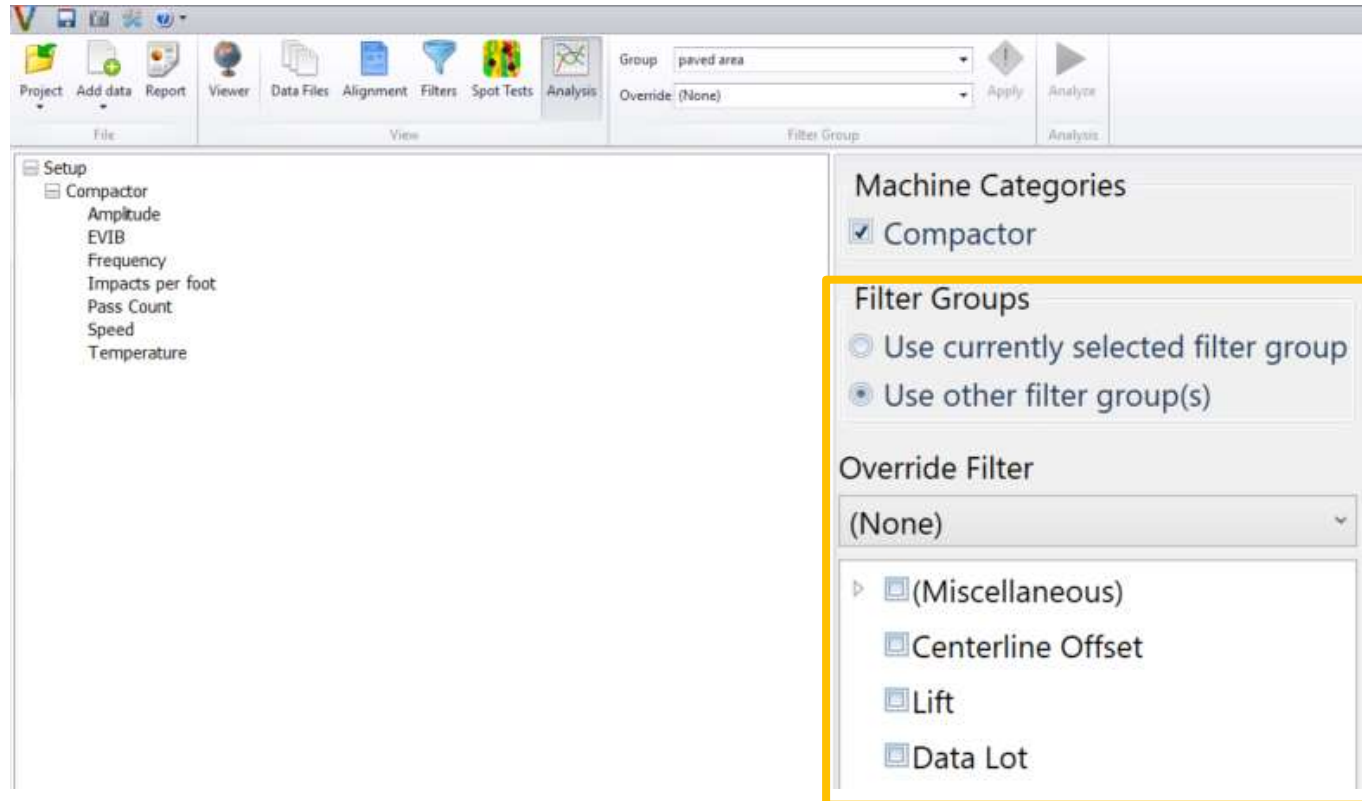 Group paved area
Project Add data Report Viewer Data Files Alignment Filters Spot Tests Analysis Override (None) Apply Analyze
File View Filter Group Analysis
Setup
Compactor
Amplitude
EVIB
Frequency
Impacts per foot
Pass Count
Speed
Temperature
Machine Categories
Compactor
Filter Groups
Use currently selected filter group
Use other filter group(s)
Override Filter
(None)
(Miscellaneous)
Centerline Offset
Lift
Data Lot